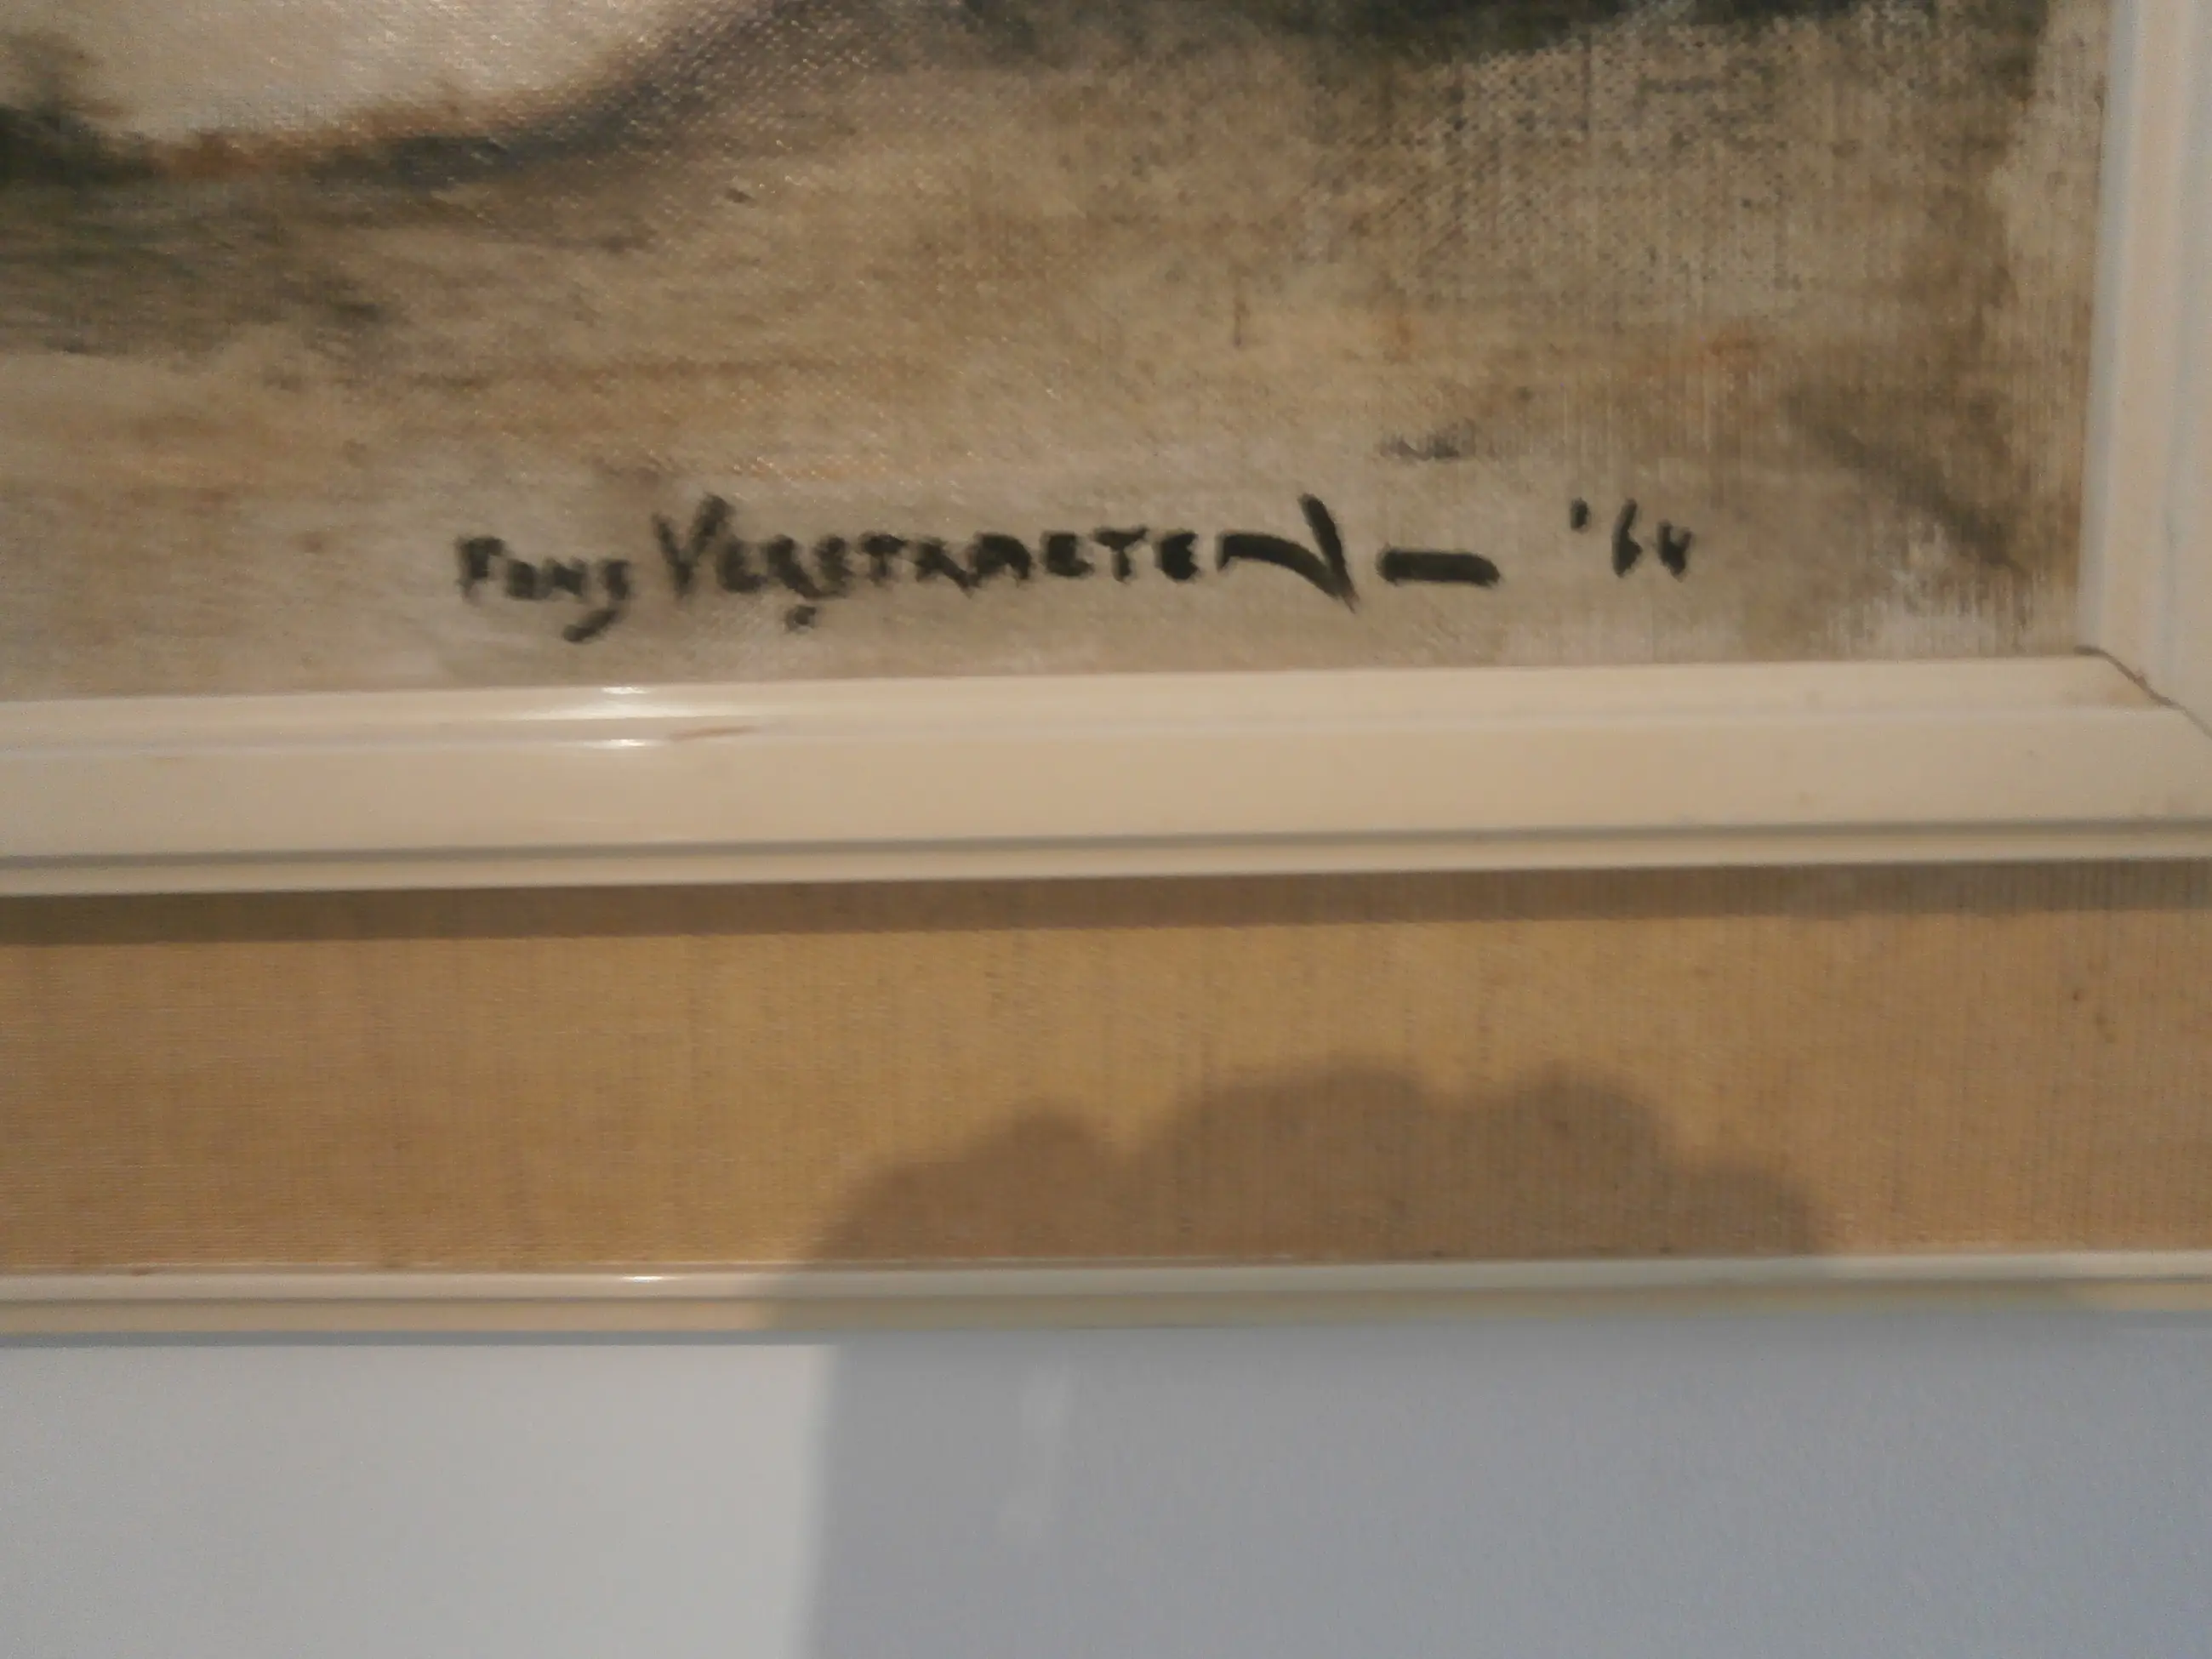 Fons VERSTRAETEN — '64